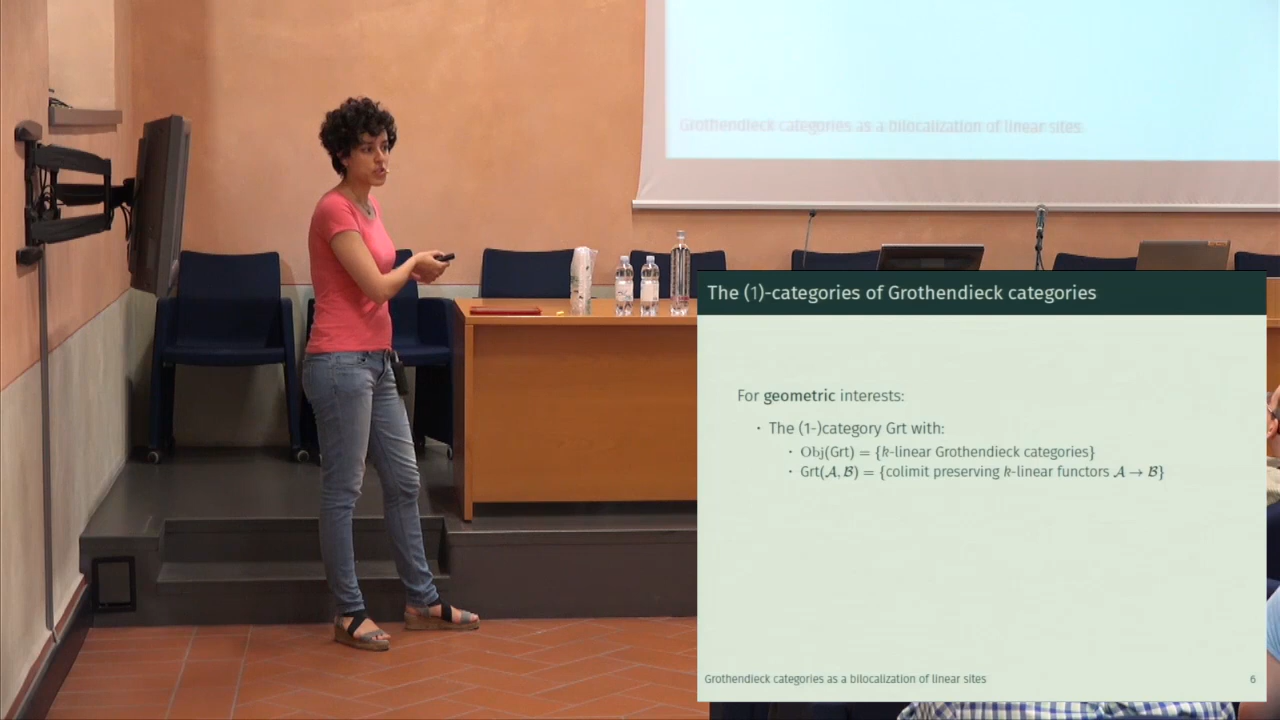 Grothendieck categories as a bilocalization of linear sites
The (1)-categories of Grothendieck categories
For geometric interests:
· The (1-)category Grt with:
· Obj(Grt) = {k-linear Grothendieck categories}
· Grt(𝒜, ℬ) = {colimit preserving k-linear functors 𝒜 → ℬ}
Grothendieck categories as a bilocalization of linear sites
6